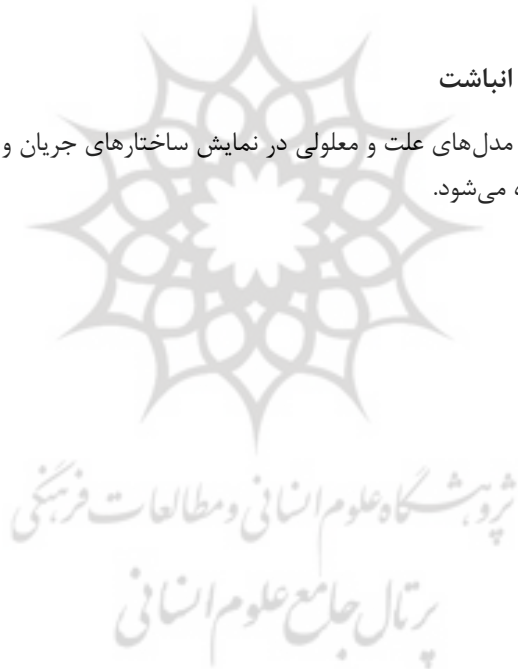 انباشت
مدل‌های علت و معلولی در نمایش ساختارهای جریان و
می‌شود.
پژوهشگاه علوم انسانی و مطالعات فرهنگی
پرتال جامع علوم انسانی